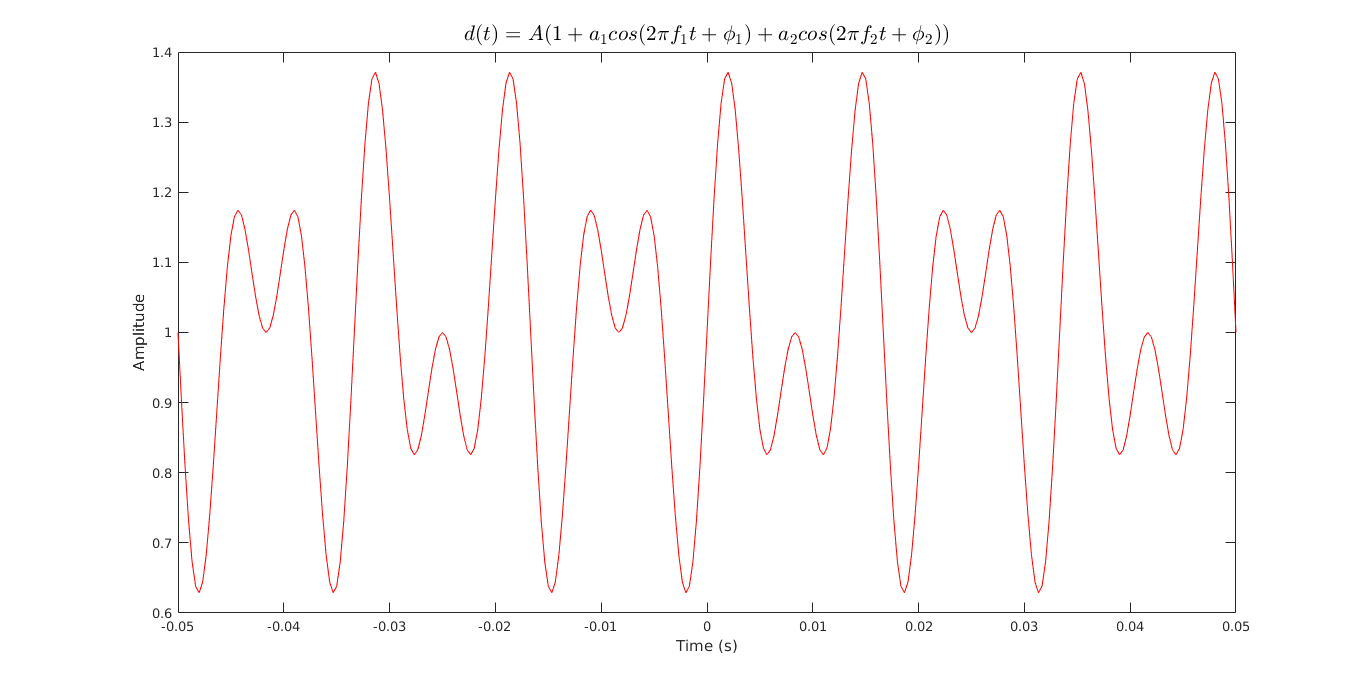 d(t) = A(1 + a₁cos(2πf₁t + ϕ₁) + a₂cos(2πf₂t + ϕ₂))
1.4
1.3
1.2
1.1
1
0.9
0.8
0.7
0.6
Amplitude
-0.05 -0.04 -0.03 -0.02 -0.01 0 0.01 0.02 0.03 0.04 0.05
Time (s)